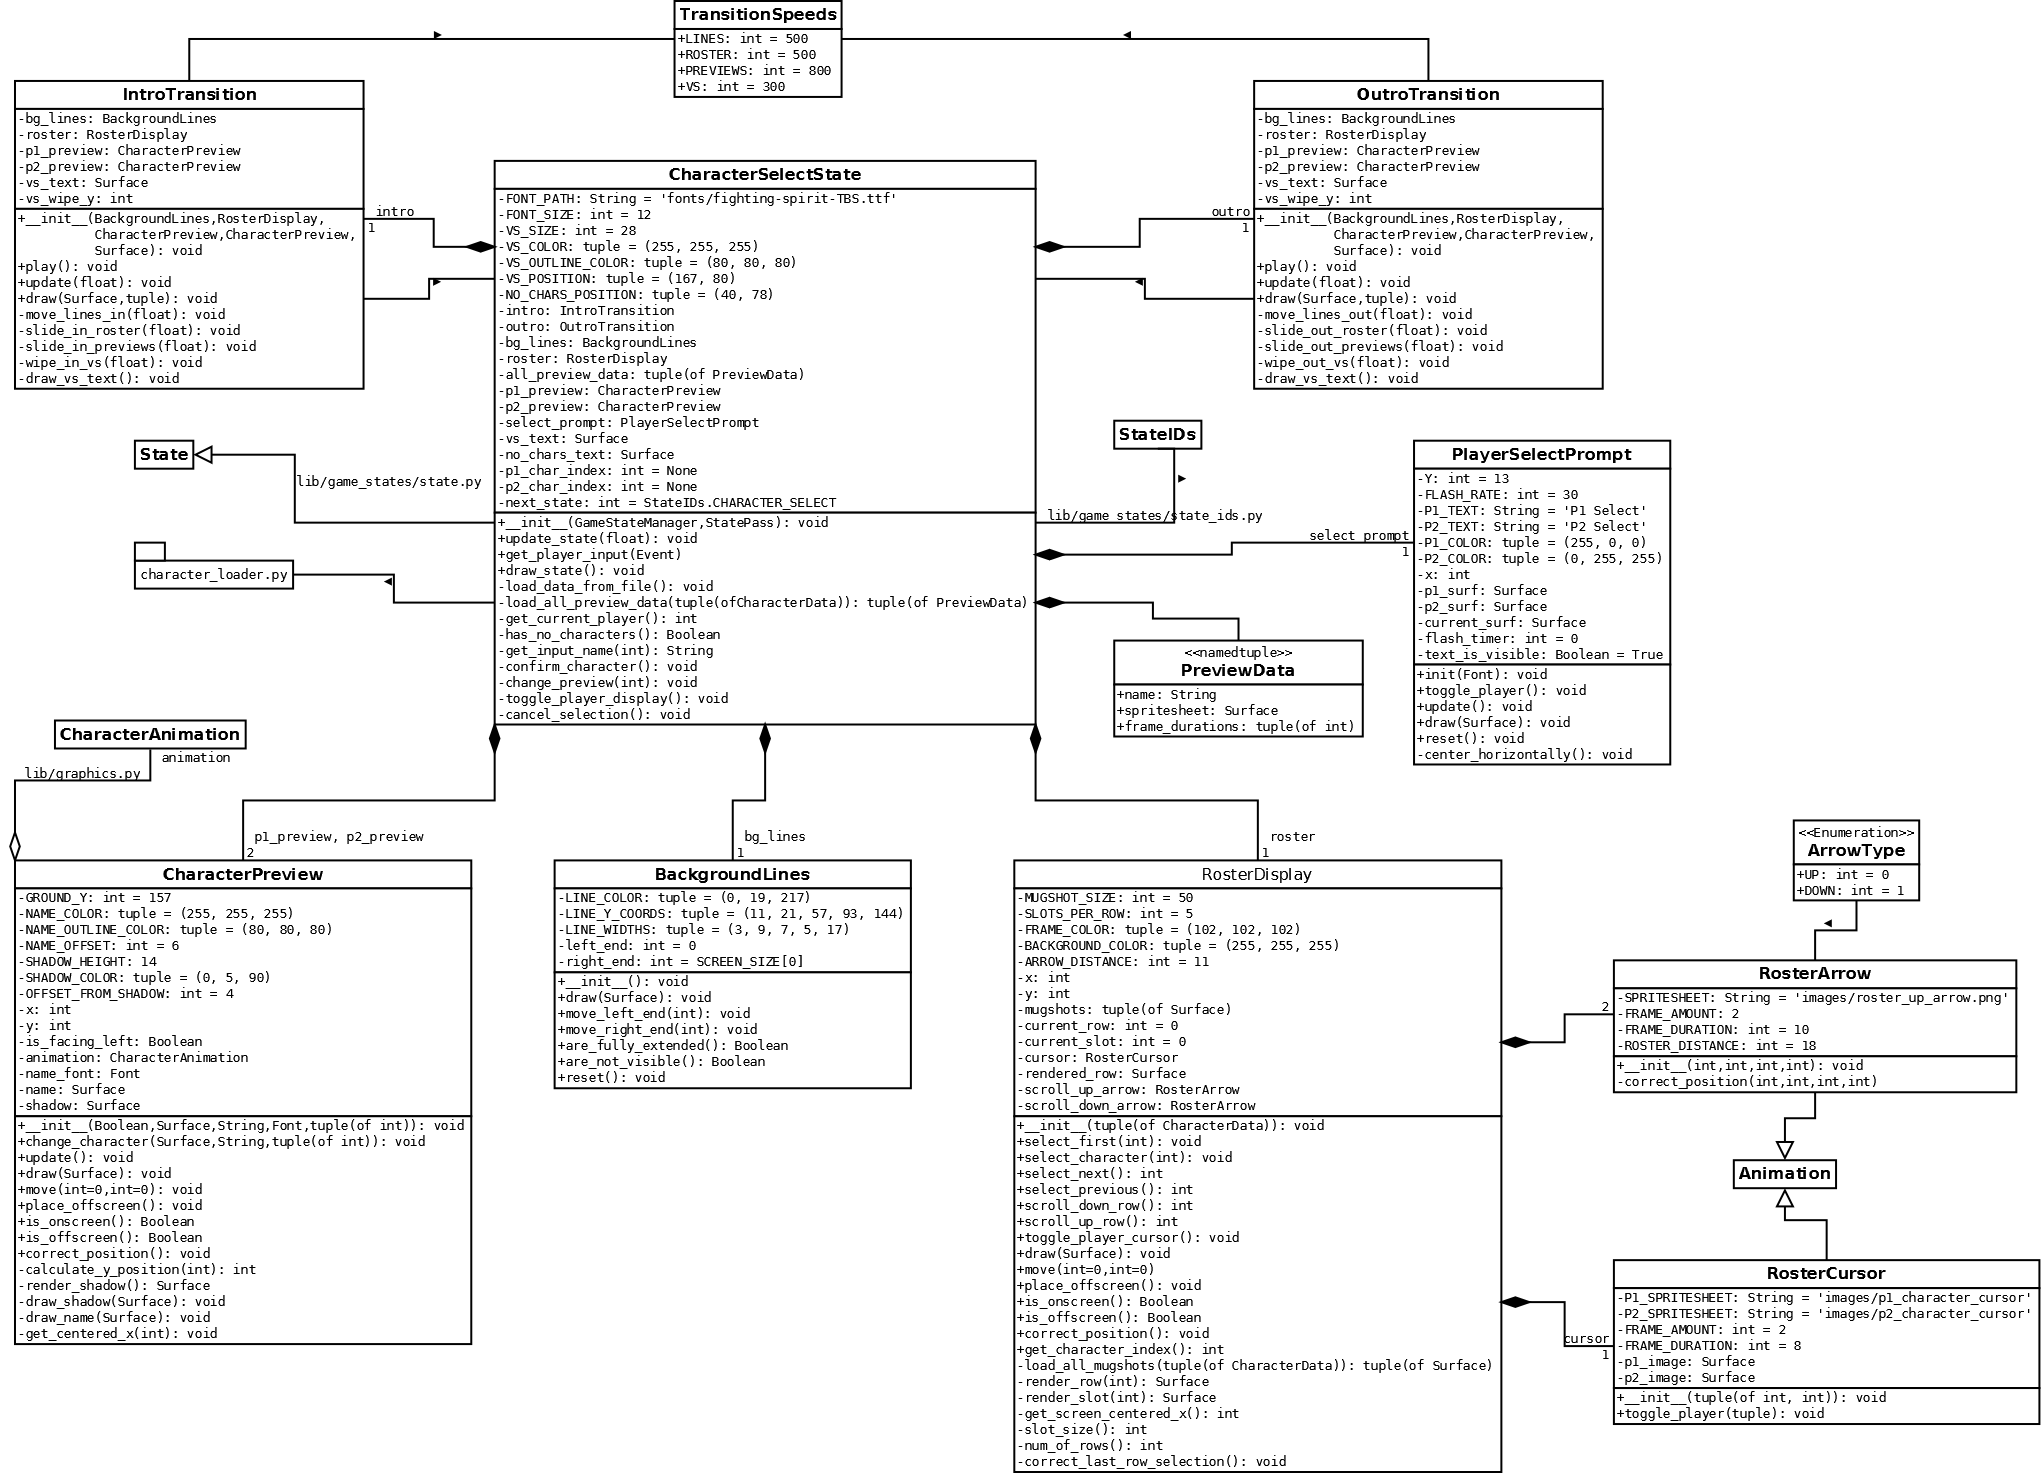 TransitionSpeeds
+LINES: int = 500
+ROSTER: int = 500
+PREVIEWS: int = 800
+VS: int = 300
IntroTransition
-bg_lines: BackgroundLines
-roster: RosterDisplay
-p1_preview: CharacterPreview
-p2_preview: CharacterPreview
-vs_text: Surface
-vs_wipe_y: int
+__init__(BackgroundLines,RosterDisplay,
CharacterPreview,CharacterPreview,
Surface): void
+play(): void
+update(float): void
+draw(Surface,tuple): void
-move_lines_in(float): void
-slide_in_roster(float): void
-slide_in_previews(float): void
-wipe_in_vs(float): void
-draw_vs_text(): void
intro
1
CharacterSelectState
-FONT_PATH: String = 'fonts/fighting-spirit-TBS.ttf'
-FONT_SIZE: int = 12
-VS_SIZE: int = 28
-VS_COLOR: tuple = (255, 255, 255)
-VS_OUTLINE_COLOR: tuple = (80, 80, 80)
-VS_POSITION: tuple = (167, 80)
-NO_CHARS_POSITION: tuple = (40, 78)
-intro: IntroTransition
-outro: OutroTransition
-bg_lines: BackgroundLines
-roster: RosterDisplay
-all_preview_data: tuple(of PreviewData)
-p1_preview: CharacterPreview
-p2_preview: CharacterPreview
-select_prompt: PlayerSelectPrompt
-vs_text: Surface
-no_chars_text: Surface
-p1_char_index: int = None
-p2_char_index: int = None
-next_state: int = StateIDs.CHARACTER_SELECT
+__init__(GameStateManager,StatePass): void
+update_state(float): void
+get_player_input(Event)
+draw_state(): void
-load_data_from_file(): void
-load_all_preview_data(tuple(ofCharacterData)): tuple(of PreviewData)
-get_current_player(): int
-has_no_characters(): Boolean
-get_input_name(int): String
-confirm_character(): void
-change_preview(int): void
-toggle_player_display(): void
-cancel_selection(): void
outro
1
OutroTransition
-bg_lines: BackgroundLines
-roster: RosterDisplay
-p1_preview: CharacterPreview
-p2_preview: CharacterPreview
-vs_text: Surface
-vs_wipe_y: int
+__init__(BackgroundLines,RosterDisplay,
CharacterPreview,CharacterPreview,
Surface): void
+play(): void
+update(float): void
+draw(Surface,tuple): void
-move_lines_out(float): void
-slide_out_roster(float): void
-slide_out_previews(float): void
-wipe_out_vs(float): void
-draw_vs_text(): void
State
lib/game_states/state.py
character_loader.py
StateIDs
lib/game_states/state_ids.py
select_prompt
1
PlayerSelectPrompt
-Y: int = 13
-FLASH_RATE: int = 30
-P1_TEXT: String = 'P1 Select'
-P2_TEXT: String = 'P2 Select'
-P1_COLOR: tuple = (255, 0, 0)
-P2_COLOR: tuple = (0, 255, 255)
-x: int
-p1_surf: Surface
-p2_surf: Surface
-current_surf: Surface
-flash_timer: int = 0
-text_is_visible: Boolean = True
+init(Font): void
+toggle_player(): void
+update(): void
+draw(Surface): void
+reset(): void
-center_horizontally(): void
<<namedtuple>>
PreviewData
+name: String
+spritesheet: Surface
+frame_durations: tuple(of int)
CharacterAnimation
animation
lib/graphics.py
p1_preview, p2_preview
2
CharacterPreview
-GROUND_Y: int = 157
-NAME_COLOR: tuple = (255, 255, 255)
-NAME_OUTLINE_COLOR: tuple = (80, 80, 80)
-NAME_OFFSET: int = 6
-SHADOW_HEIGHT: 14
-SHADOW_COLOR: tuple = (0, 5, 90)
-OFFSET_FROM_SHADOW: int = 4
-x: int
-y: int
-is_facing_left: Boolean
-animation: CharacterAnimation
-name_font: Font
-name: Surface
-shadow: Surface
+__init__(Boolean,Surface,String,Font,tuple(of int)): void
+change_character(Surface,String,tuple(of int)): void
+update(): void
+draw(Surface): void
+move(int=0,int=0): void
+place_offscreen(): void
+is_onscreen(): Boolean
+is_offscreen(): Boolean
+correct_position(): void
-calculate_y_position(int): int
-render_shadow(): Surface
-draw_shadow(Surface): void
-draw_name(Surface): void
-get_centered_x(int): void
bg_lines
1
BackgroundLines
-LINE_COLOR: tuple = (0, 19, 217)
-LINE_Y_COORDS: tuple = (11, 21, 57, 93, 144)
-LINE_WIDTHS: tuple = (3, 9, 7, 5, 17)
-left_end: int = 0
-right_end: int = SCREEN_SIZE[0]
+__init__(): void
+draw(Surface): void
+move_left_end(int): void
+move_right_end(int): void
+are_fully_extended(): Boolean
+are_not_visible(): Boolean
+reset(): void
roster
1
RosterDisplay
-MUGSHOT_SIZE: int = 50
-SLOTS_PER_ROW: int = 5
-FRAME_COLOR: tuple = (102, 102, 102)
-BACKGROUND_COLOR: tuple = (255, 255, 255)
-ARROW_DISTANCE: int = 11
-x: int
-y: int
-mugshots: tuple(of Surface)
-current_row: int = 0
-current_slot: int = 0
-cursor: RosterCursor
-rendered_row: Surface
-scroll_up_arrow: RosterArrow
-scroll_down_arrow: RosterArrow
+__init__(tuple(of CharacterData)): void
+select_first(int): void
+select_character(int): void
+select_next(): int
+select_previous(): int
+scroll_down_row(): int
+scroll_up_row(): int
+toggle_player_cursor(): void
+draw(Surface): void
+move(int=0,int=0)
+place_offscreen(): void
+is_onscreen(): Boolean
+is_offscreen(): Boolean
+correct_position(): void
+get_character_index(): int
-load_all_mugshots(tuple(of CharacterData)): tuple(of Surface)
-render_row(int): Surface
-render_slot(int): Surface
-get_screen_centered_x(): int
-slot_size(): int
-num_of_rows(): int
-correct_last_row_selection(): void
<<Enumeration>>
ArrowType
+UP: int = 0
+DOWN: int = 1
2
RosterArrow
-SPRITESHEET: String = 'images/roster_up_arrow.png'
-FRAME_AMOUNT: 2
-FRAME_DURATION: int = 10
-ROSTER_DISTANCE: int = 18
+__init__(int,int,int,int): void
-correct_position(int,int,int,int)
Animation
cursor
1
RosterCursor
-P1_SPRITESHEET: String = 'images/p1_character_cursor'
-P2_SPRITESHEET: String = 'images/p2_character_cursor'
-FRAME_AMOUNT: int = 2
-FRAME_DURATION: int = 8
-p1_image: Surface
-p2_image: Surface
+__init__(tuple(of int, int)): void
+toggle_player(tuple): void